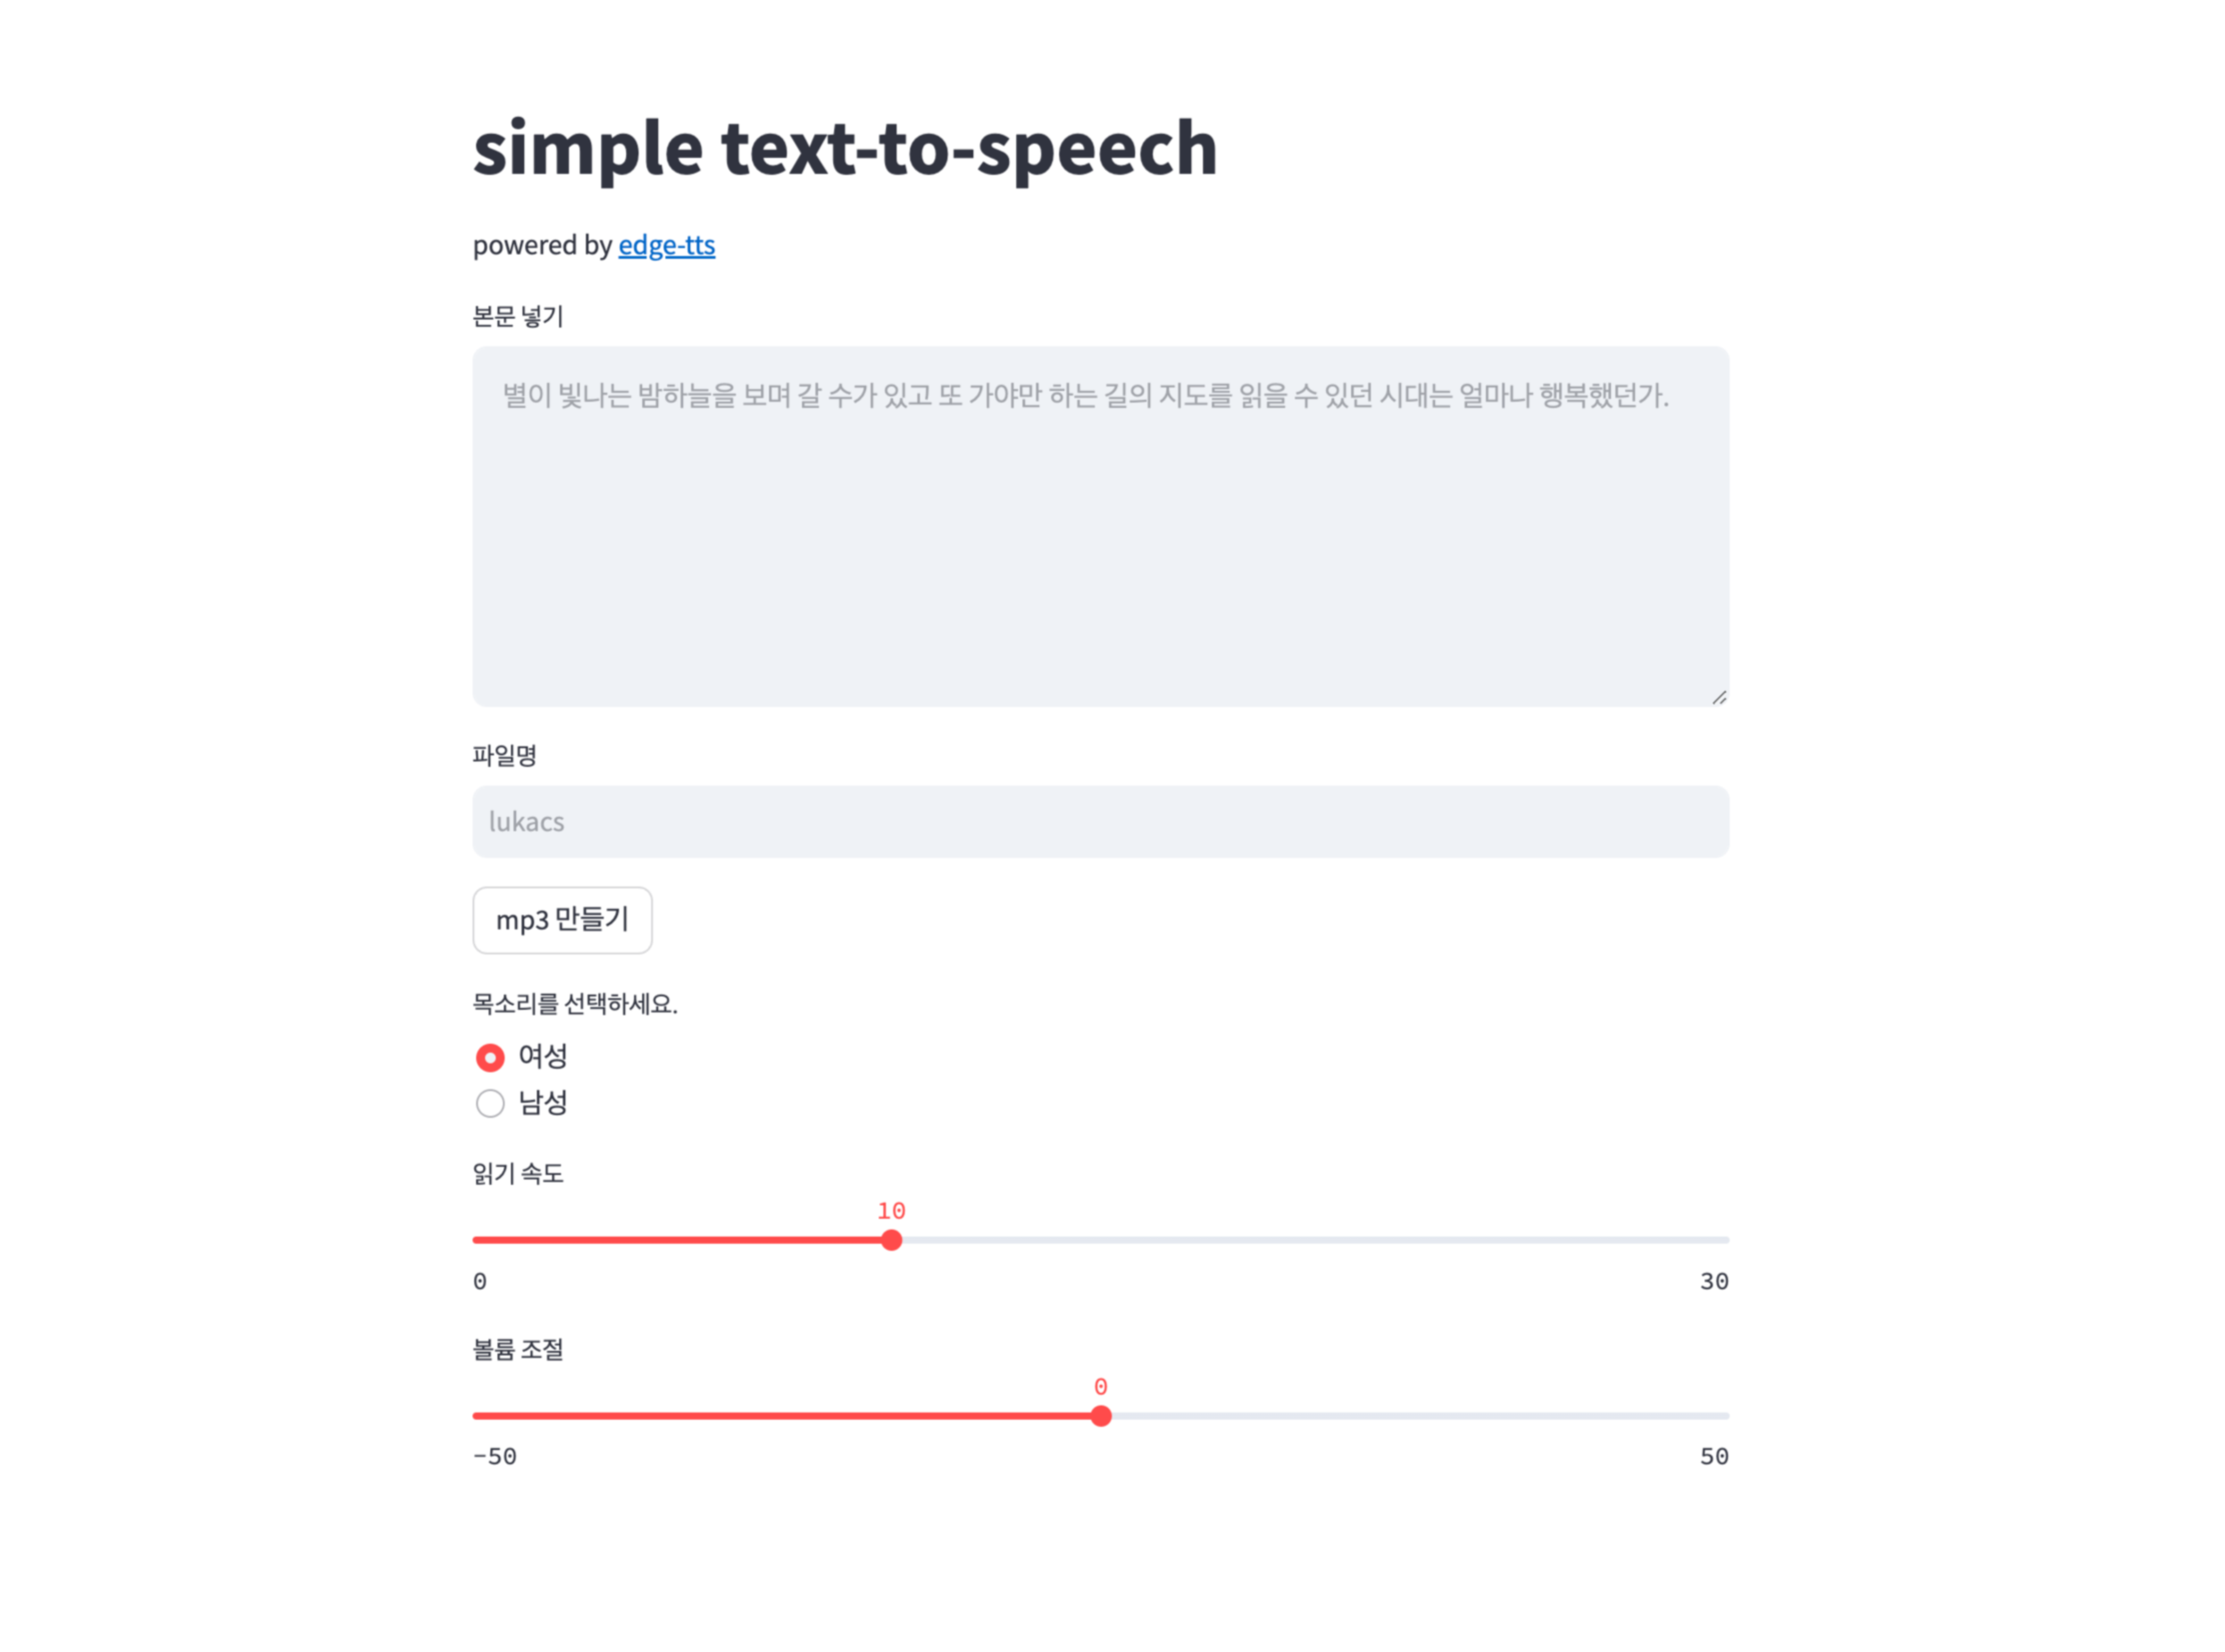 simple text-to-speech
powered by edge-tts
본문 넣기
별이 빛나는 밤하늘을 보며 갈 수가 있고 또 가야만 하는 길의 지도를 읽을 수 있던 시대는 얼마나 행복했던가.
파일명
lukacs
mp3 만들기
목소리를 선택하세요.
여성
남성
읽기 속도
10
0 30
볼륨 조절
0
−50 50